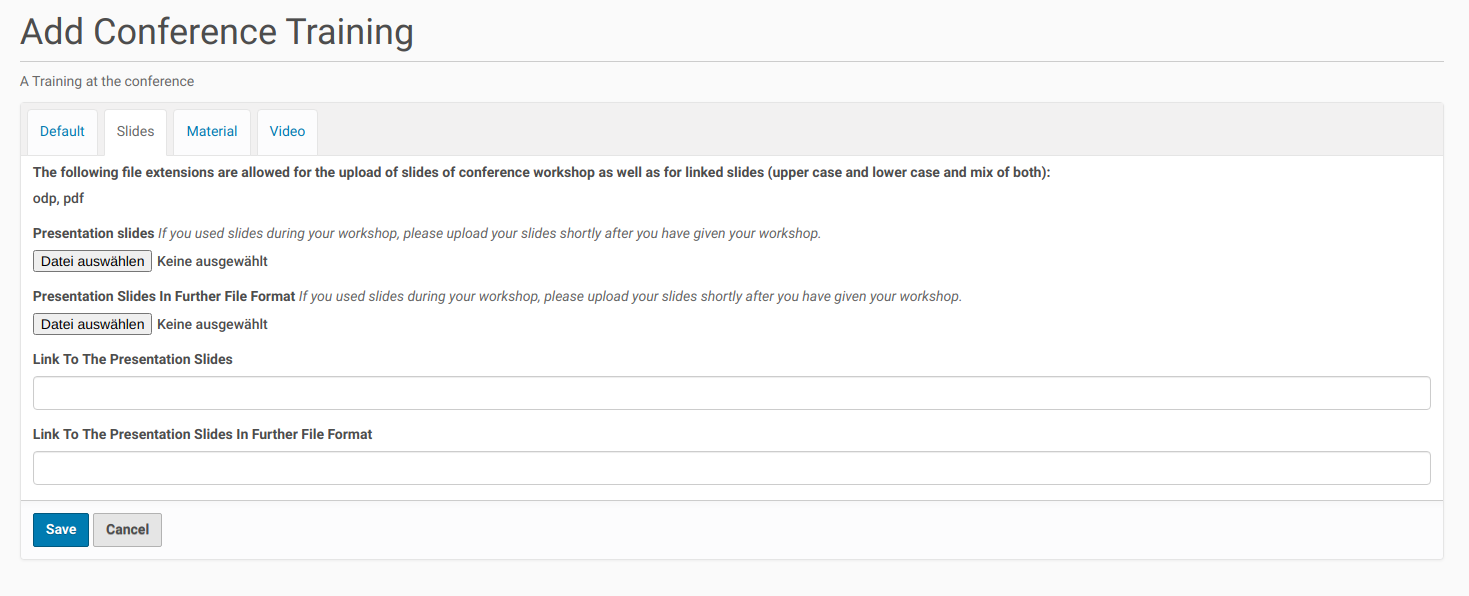 Add Conference Training
A Training at the conference
Default Slides Material Video
The following file extensions are allowed for the upload of slides of conference workshop as well as for linked slides (upper case and lower case and mix of both):
odp, pdf
Presentation slides If you used slides during your workshop, please upload your slides shortly after you have given your workshop.
Datei auswählen Keine ausgewählt
Presentation Slides In Further File Format If you used slides during your workshop, please upload your slides shortly after you have given your workshop.
Datei auswählen Keine ausgewählt
Link To The Presentation Slides
Link To The Presentation Slides In Further File Format
Save Cancel